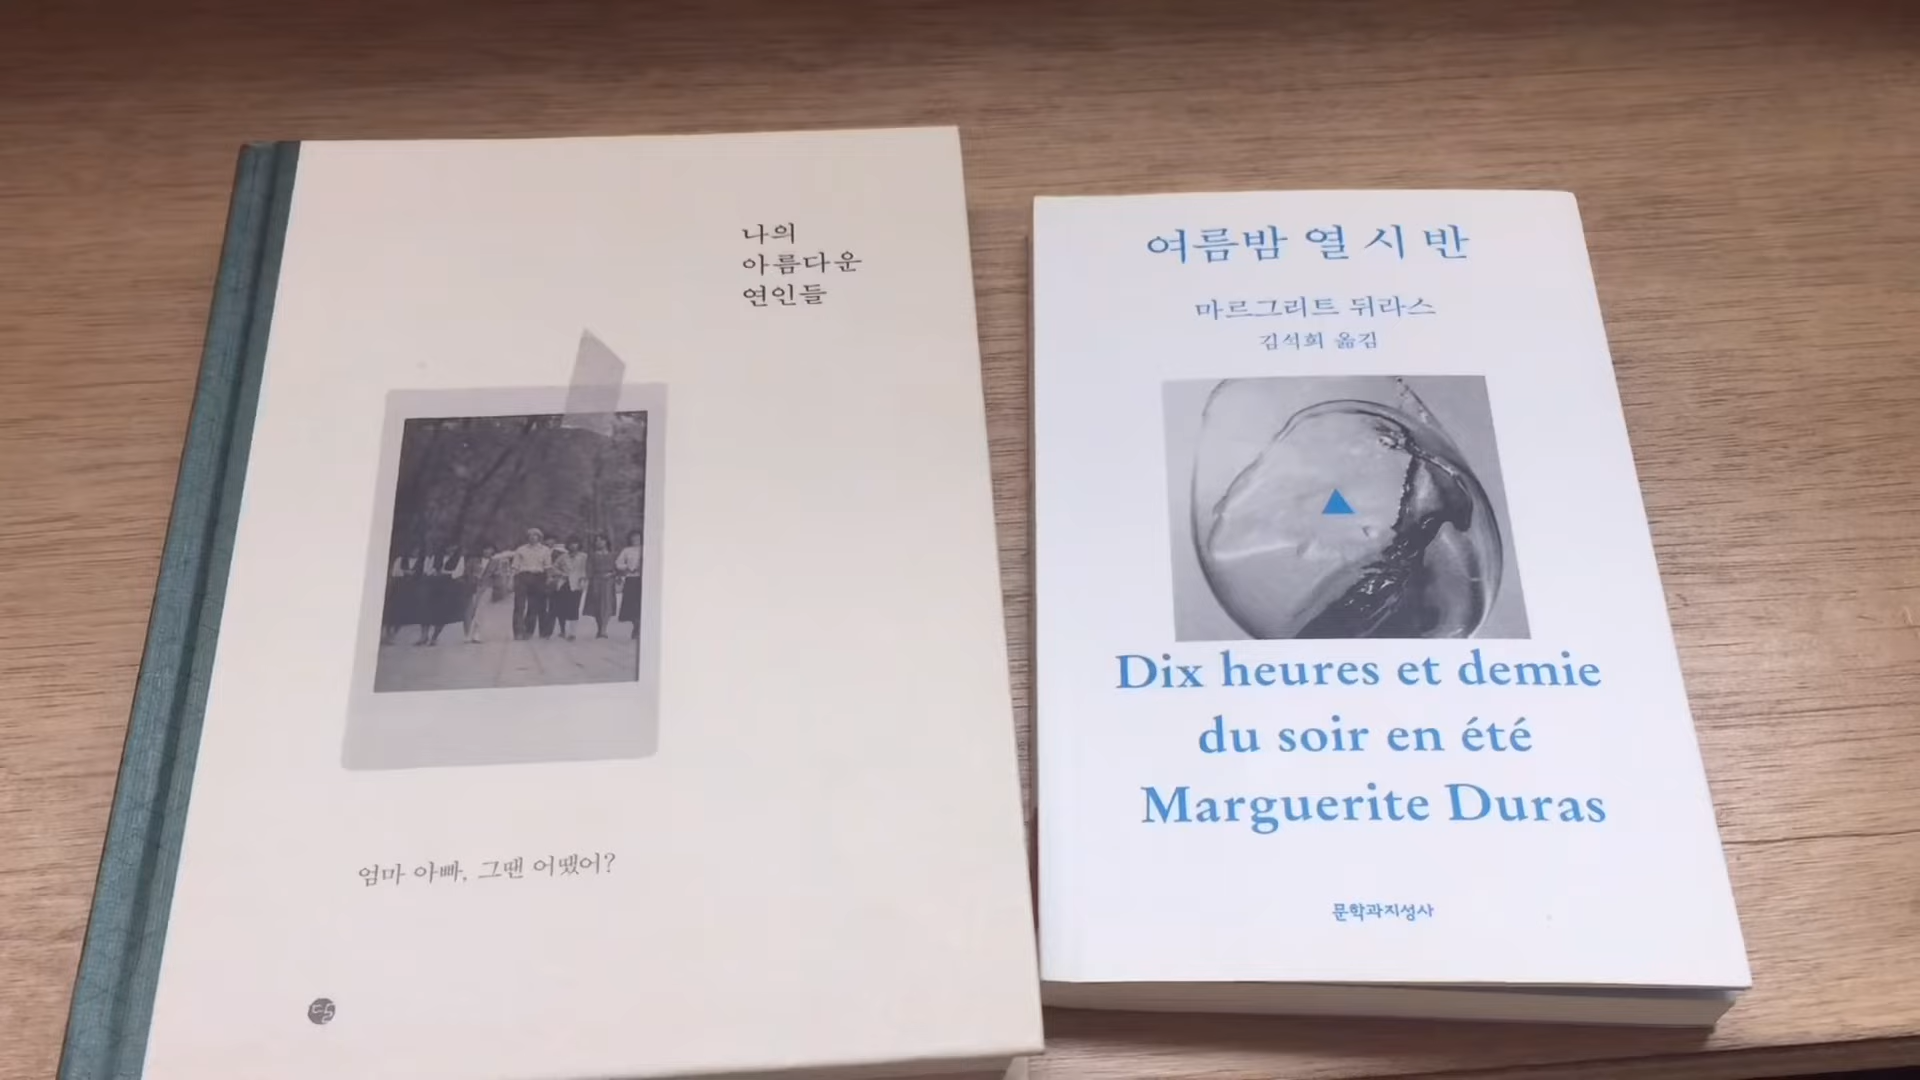 나의
아름다운
연인들
엄마 아빠, 그땐 어땠어?
여름밤 열 시 반
마르그리트 뒤라스
김석희 옮김
Dix heures et demie
du soir en été
Marguerite Duras
문학과지성사